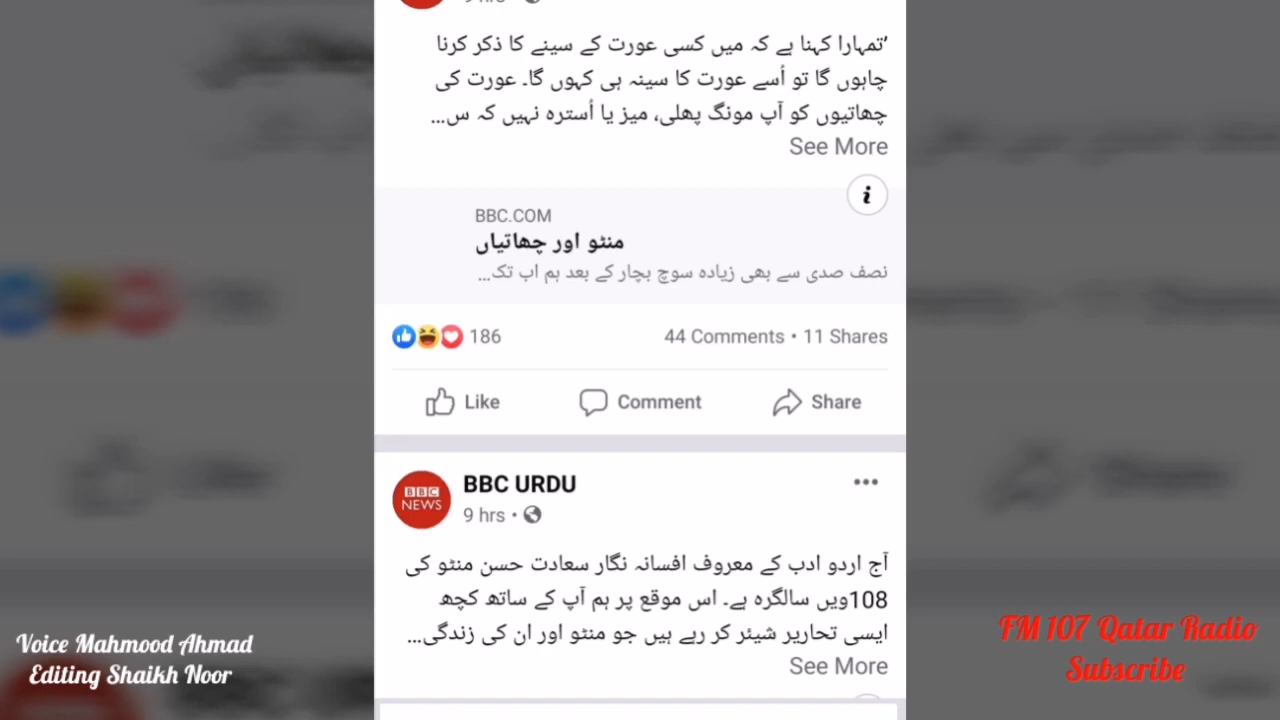 ’تمہارا کہنا ہے کہ میں کسی عورت کے سینے کا ذکر کرنا
چاہوں گا تو اُسے عورت کا سینہ ہی کہوں گا۔ عورت کی
چھاتیوں کو آپ مونگ پھلی، میز یا اُسترہ نہیں کہ س...
See More
BBC.COM
منٹو اور چھاتیاں
نصف صدی سے بھی زیادہ سوچ بچار کے بعد ہم اب تک...
186
44 Comments • 11 Shares
Like
Comment
Share
BBC NEWS
BBC URDU
9 hrs
آج اردو ادب کے معروف افسانہ نگار سعادت حسن منٹو کی
108ویں سالگرہ ہے۔ اس موقع پر ہم آپ کے ساتھ کچھ
ایسی تحاریر شیئر کر رہے ہیں جو منٹو اور ان کی زندگی...
See More
Voice Mahmood Ahmad
Editing Shaikh Noor
FM 107 Qatar Radio
Subscribe